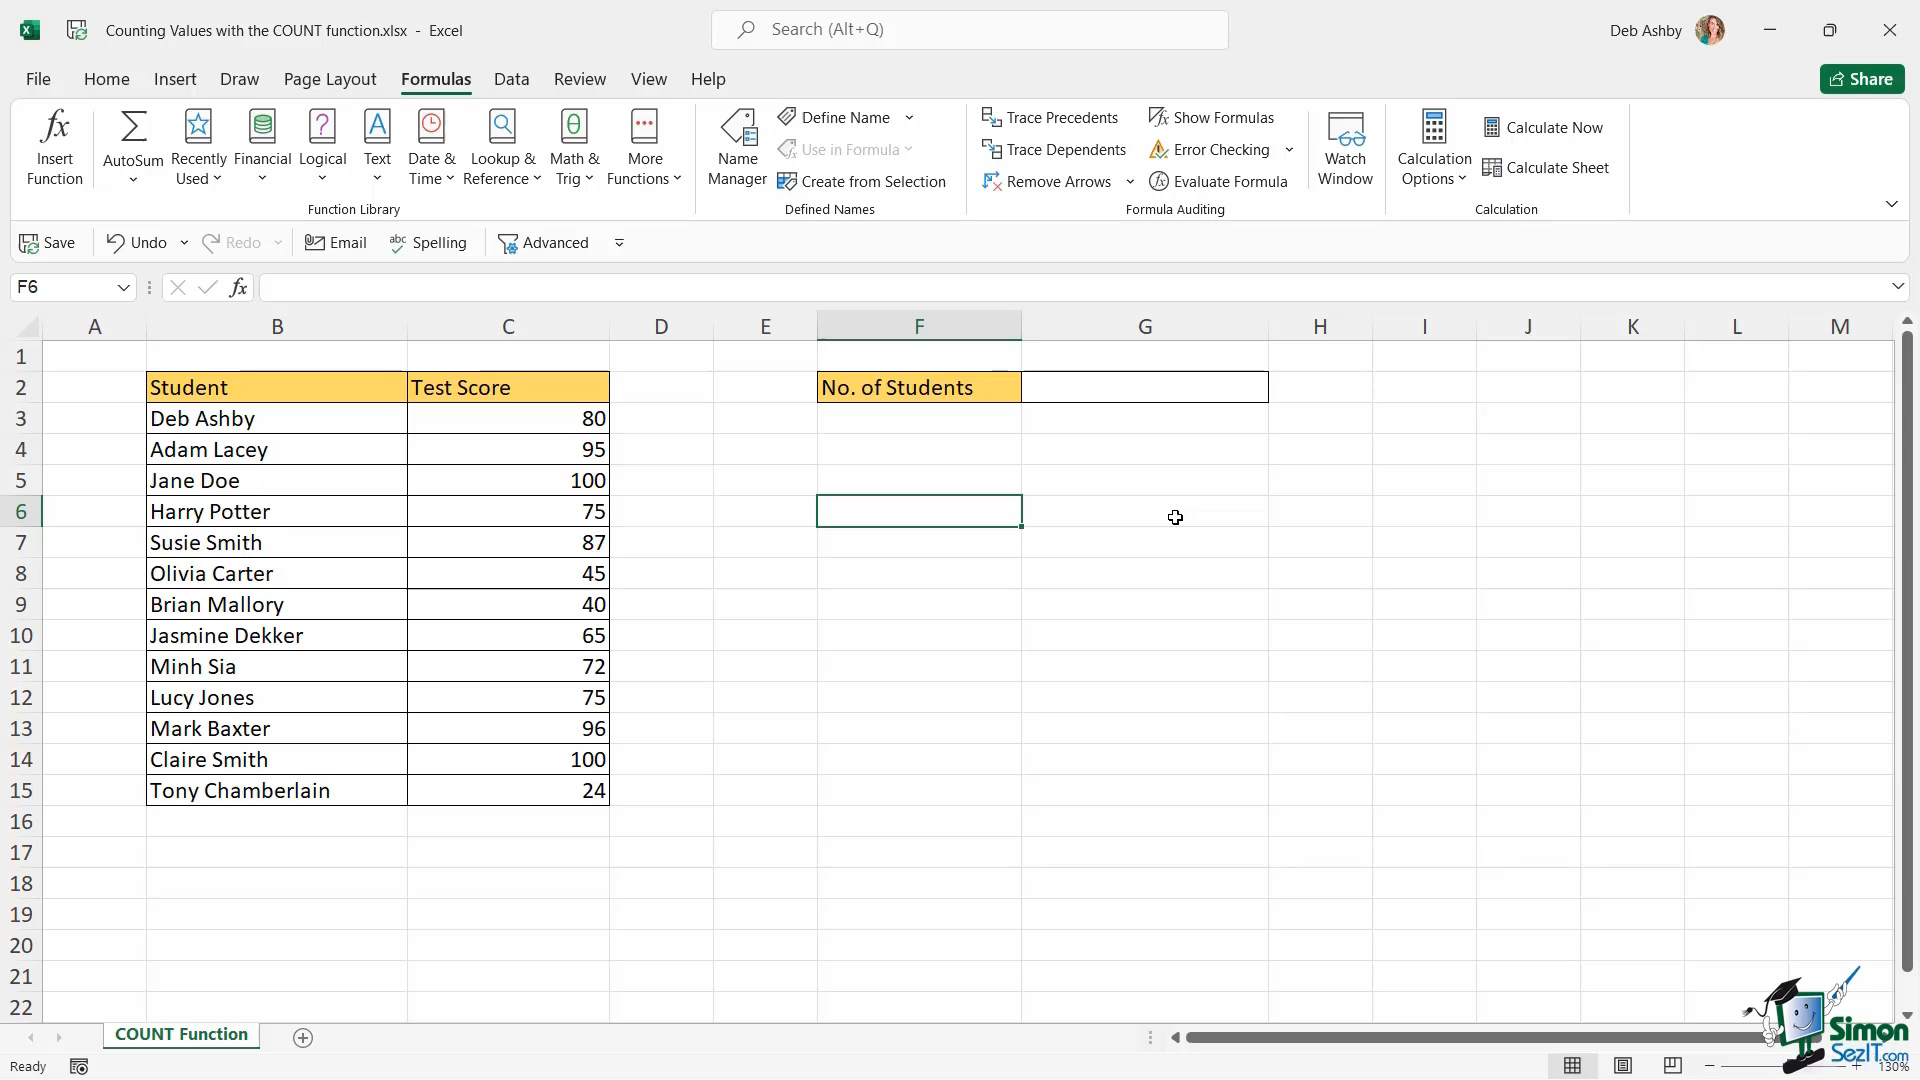 Counting Values with the COUNT function.xlsx - Excel
Search (Alt+Q)
Deb Ashby
File Home Insert Draw Page Layout Formulas Data Review View Help
Share
fx
Insert Function
AutoSum
Recently Used
Financial
Logical
Text
Date & Time
Lookup & Reference
Math & Trig
More Functions
Function Library
Name Manager
Define Name
Use in Formula
Create from Selection
Defined Names
Trace Precedents
Trace Dependents
Remove Arrows
Show Formulas
Error Checking
Evaluate Formula
Formula Auditing
Watch Window
Calculation Options
Calculate Now
Calculate Sheet
Calculation
Save Undo Redo Email Spelling Advanced
F6 fx
A B C D E F G H I J K L M
1
2 Student Test Score No. of Students
3 Deb Ashby 80
4 Adam Lacey 95
5 Jane Doe 100
6 Harry Potter 75
7 Susie Smith 87
8 Olivia Carter 45
9 Brian Mallory 40
10 Jasmine Dekker 65
11 Minh Sia 72
12 Lucy Jones 75
13 Mark Baxter 96
14 Claire Smith 100
15 Tony Chamberlain 24
16
17
18
19
20
21
22
COUNT Function
Simon
SezIT.com
Ready
130%